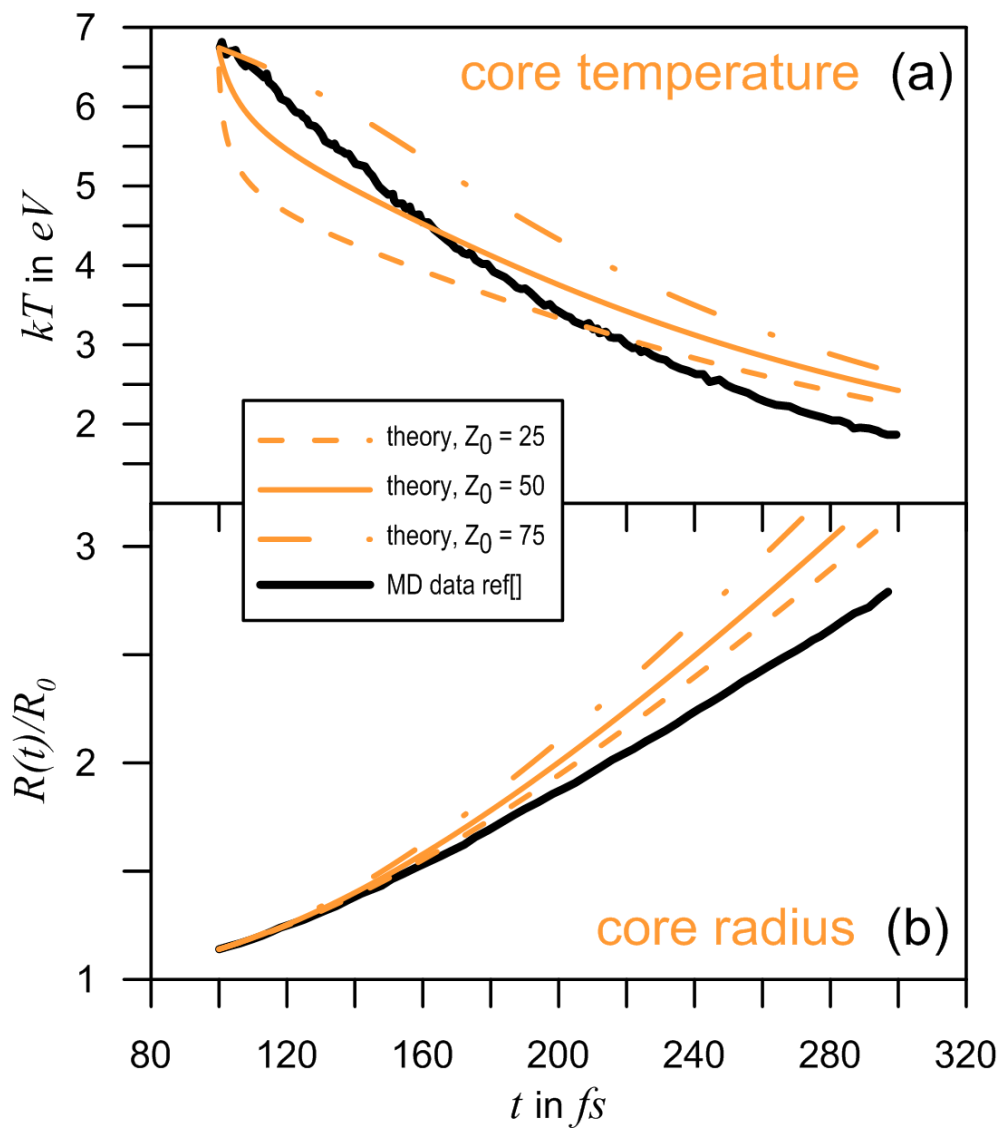 7
6
5
4
3
2
kT in eV
core temperature (a)
theory, Z0 = 25
theory, Z0 = 50
theory, Z0 = 75
MD data ref[]
3
2
1
R(t)/R0
core radius (b)
80 120 160 200 240 280 320
t in fs